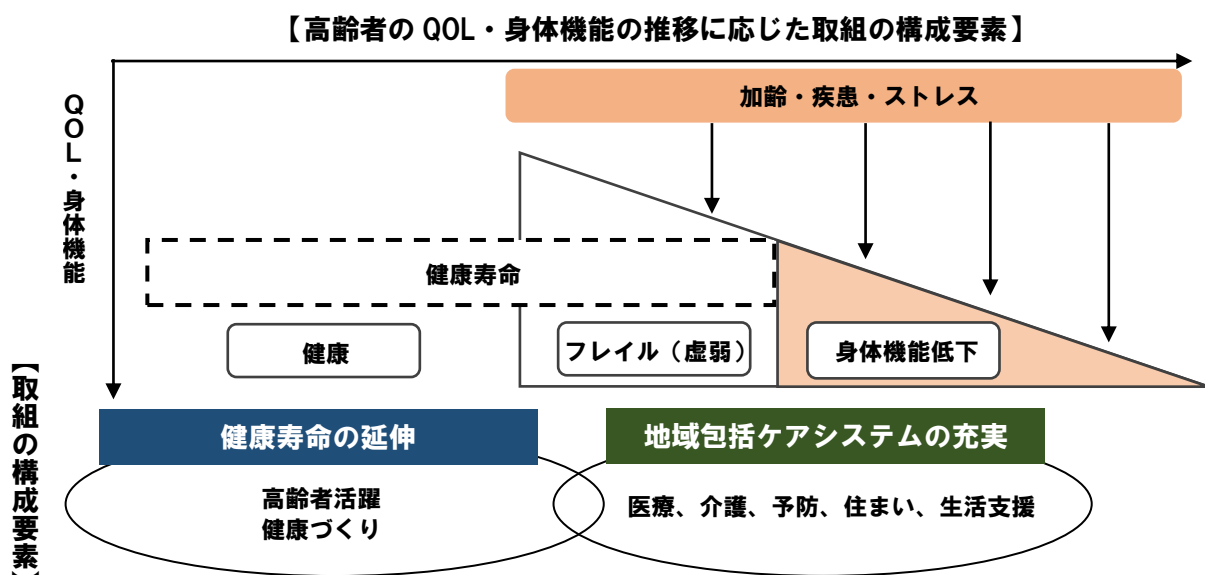 【高齢者の QOL・身体機能の推移に応じた取組の構成要素】
加齢・疾患・ストレス
QOL・身体機能
健康寿命
健康
フレイル（虚弱）
身体機能低下
【取組の構成要素】
健康寿命の延伸
地域包括ケアシステムの充実
高齢者活躍
健康づくり
医療、介護、予防、住まい、生活支援